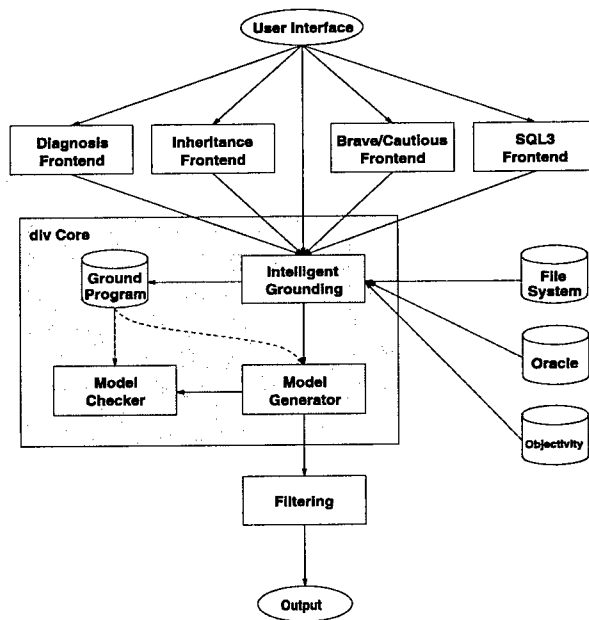 User Interface
Diagnosis
Frontend
Inheritance
Frontend
Brave/Cautious
Frontend
SQL3
Frontend
div Core
Ground
Program
Intelligent
Grounding
File
System
Oracle
Model
Checker
Model
Generator
Objectivity
Filtering
Output